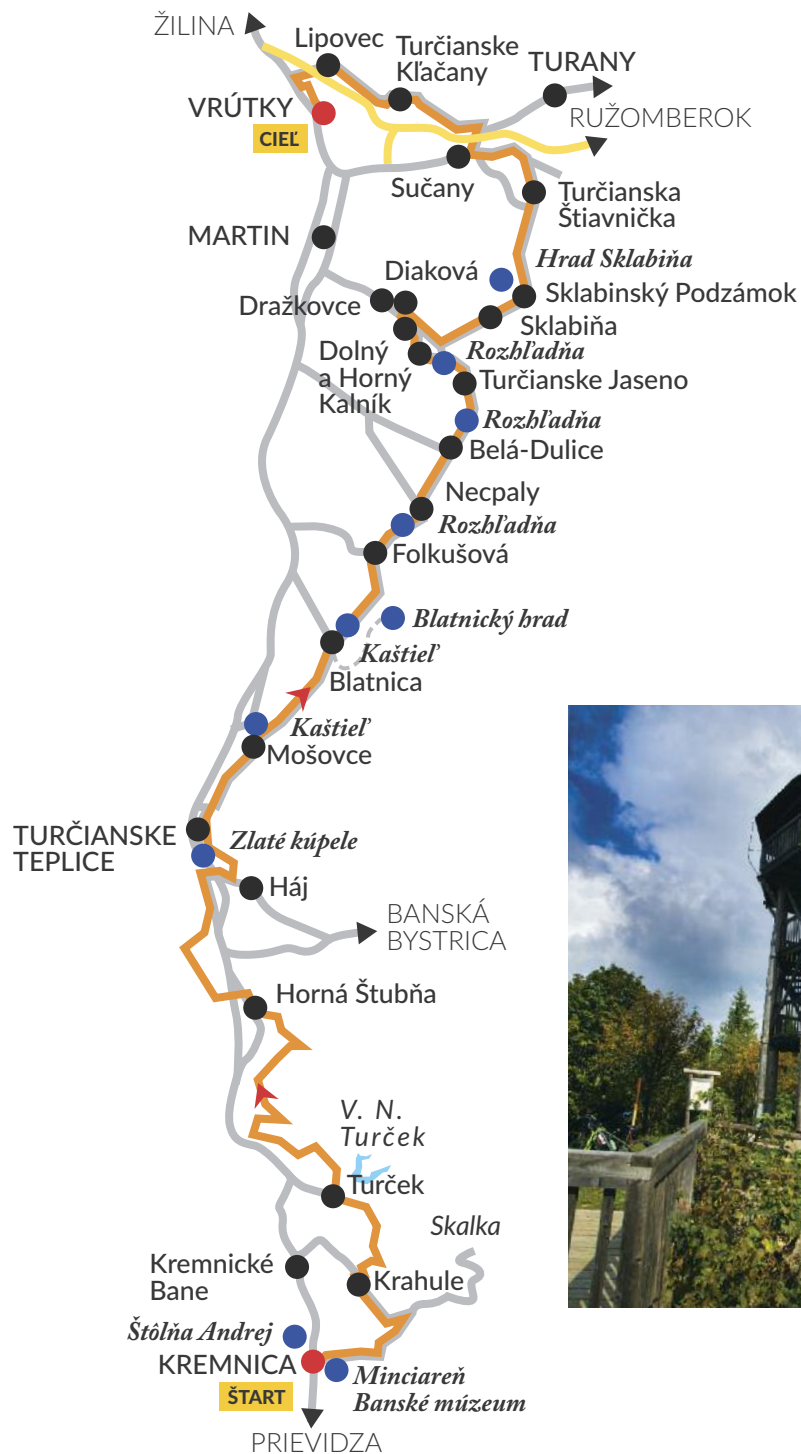 ŽILINA
Lipovec
Turčianske
Kľačany
TURANY
VRÚTKY
CIEĽ
RUŽOMBEROK
Sučany
Turčianska
Štiavnička
MARTIN
Hrad Sklabiňa
Diaková
Sklabinský Podzámok
Dražkovce
Sklabiňa
Dolný
a Horný
Kalník
Rozhľadňa
Turčianske Jaseno
Rozhľadňa
Belá-Dulice
Necpaly
Rozhľadňa
Folkušová
Blatnický hrad
Kaštieľ
Blatnica
Kaštieľ
Mošovce
TURČIANSKE
TEPLICE
Zlaté kúpele
Háj
BANSKÁ
BYSTRICA
Horná Štubňa
V. N.
Turček
Turček
Skalka
Kremnické
Bane
Krahule
Štôlňa Andrej
KREMNICA
ŠTART
Minciareň
Banské múzeum
PRIEVIDZA